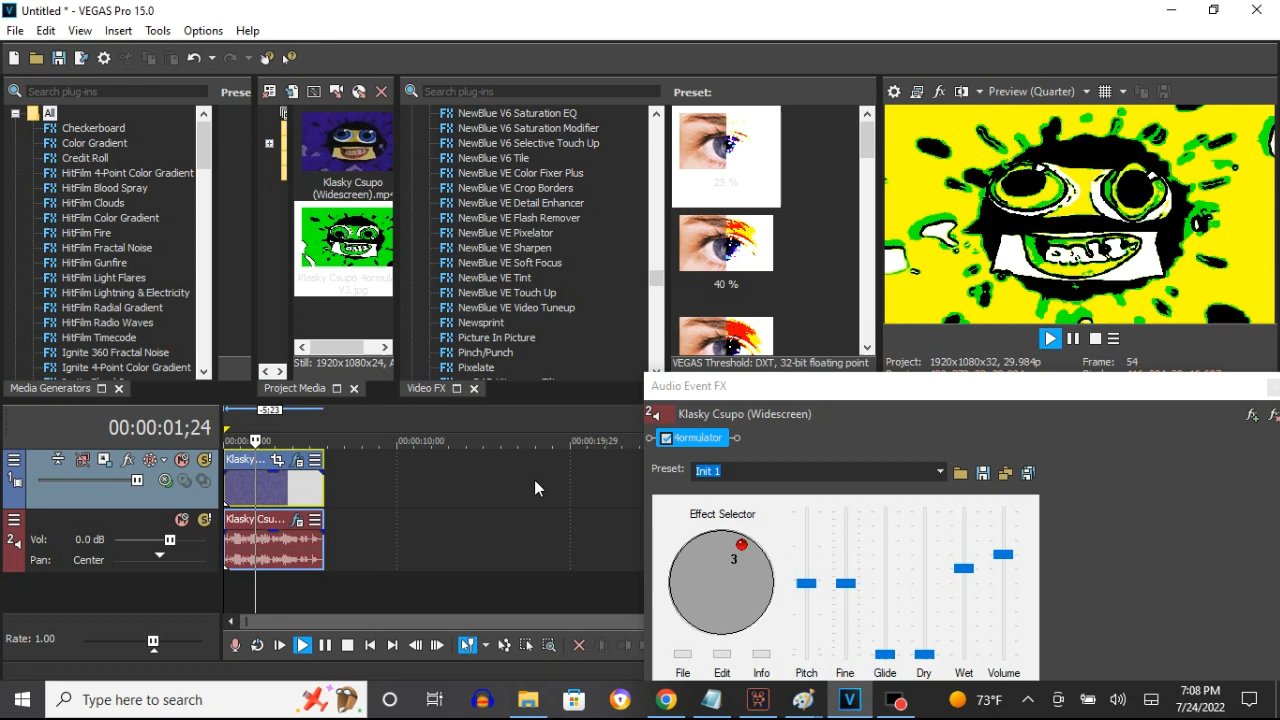 Untitled * - VEGAS Pro 15.0
File Edit View Insert Tools Options Help
Search plug-ins
Prese
All
Checkerboard
Color Gradient
Credit Roll
HitFilm 4-Point Color Gradient
HitFilm Blood Spray
HitFilm Clouds
HitFilm Color Gradient
HitFilm Fire
HitFilm Fractal Noise
HitFilm Gunfire
HitFilm Light Flares
HitFilm Lightning & Electricity
HitFilm Radial Gradient
HitFilm Radio Waves
HitFilm Timecode
Ignite 360 Fractal Noise
Ignite 4-Point Color Gradient
Media Generators
Klasky Csupo
(Widescreen).mp4
Klasky Csupo 4ormul
V3.jpg
Still: 1920x1080x24, A
Project Media
Search plug-ins
Preset:
NewBlue V6 Saturation EQ
NewBlue V6 Saturation Modifier
NewBlue V6 Selective Touch Up
NewBlue V6 Tile
NewBlue VE Color Fixer Plus
NewBlue VE Crop Borders
NewBlue VE Detail Enhancer
NewBlue VE Flash Remover
NewBlue VE Pixelator
NewBlue VE Sharpen
NewBlue VE Soft Focus
NewBlue VE Tint
NewBlue VE Touch Up
NewBlue VE Video Tuneup
Newsprint
Picture In Picture
Pinch/Punch
Pixelate
25 %
40 %
VEGAS Threshold: DXT, 32-bit floating point
Video FX
Preview (Quarter)
Project: 1920x1080x32, 29.984p Frame: 54
Audio Event FX
2 Klasky Csupo (Widescreen)
4ormulator
Preset: Init 1
Effect Selector
3
File Edit Info Pitch Fine Glide Dry Wet Volume
00:00:01;24
-5;23
00:00:10;00 00:00:19;29
1
Klasky...
2
Klasky Csu...
Vol: 0.0 dB
Pan: Center
Rate: 1.00
Type here to search
73°F
7:08 PM
7/24/2022